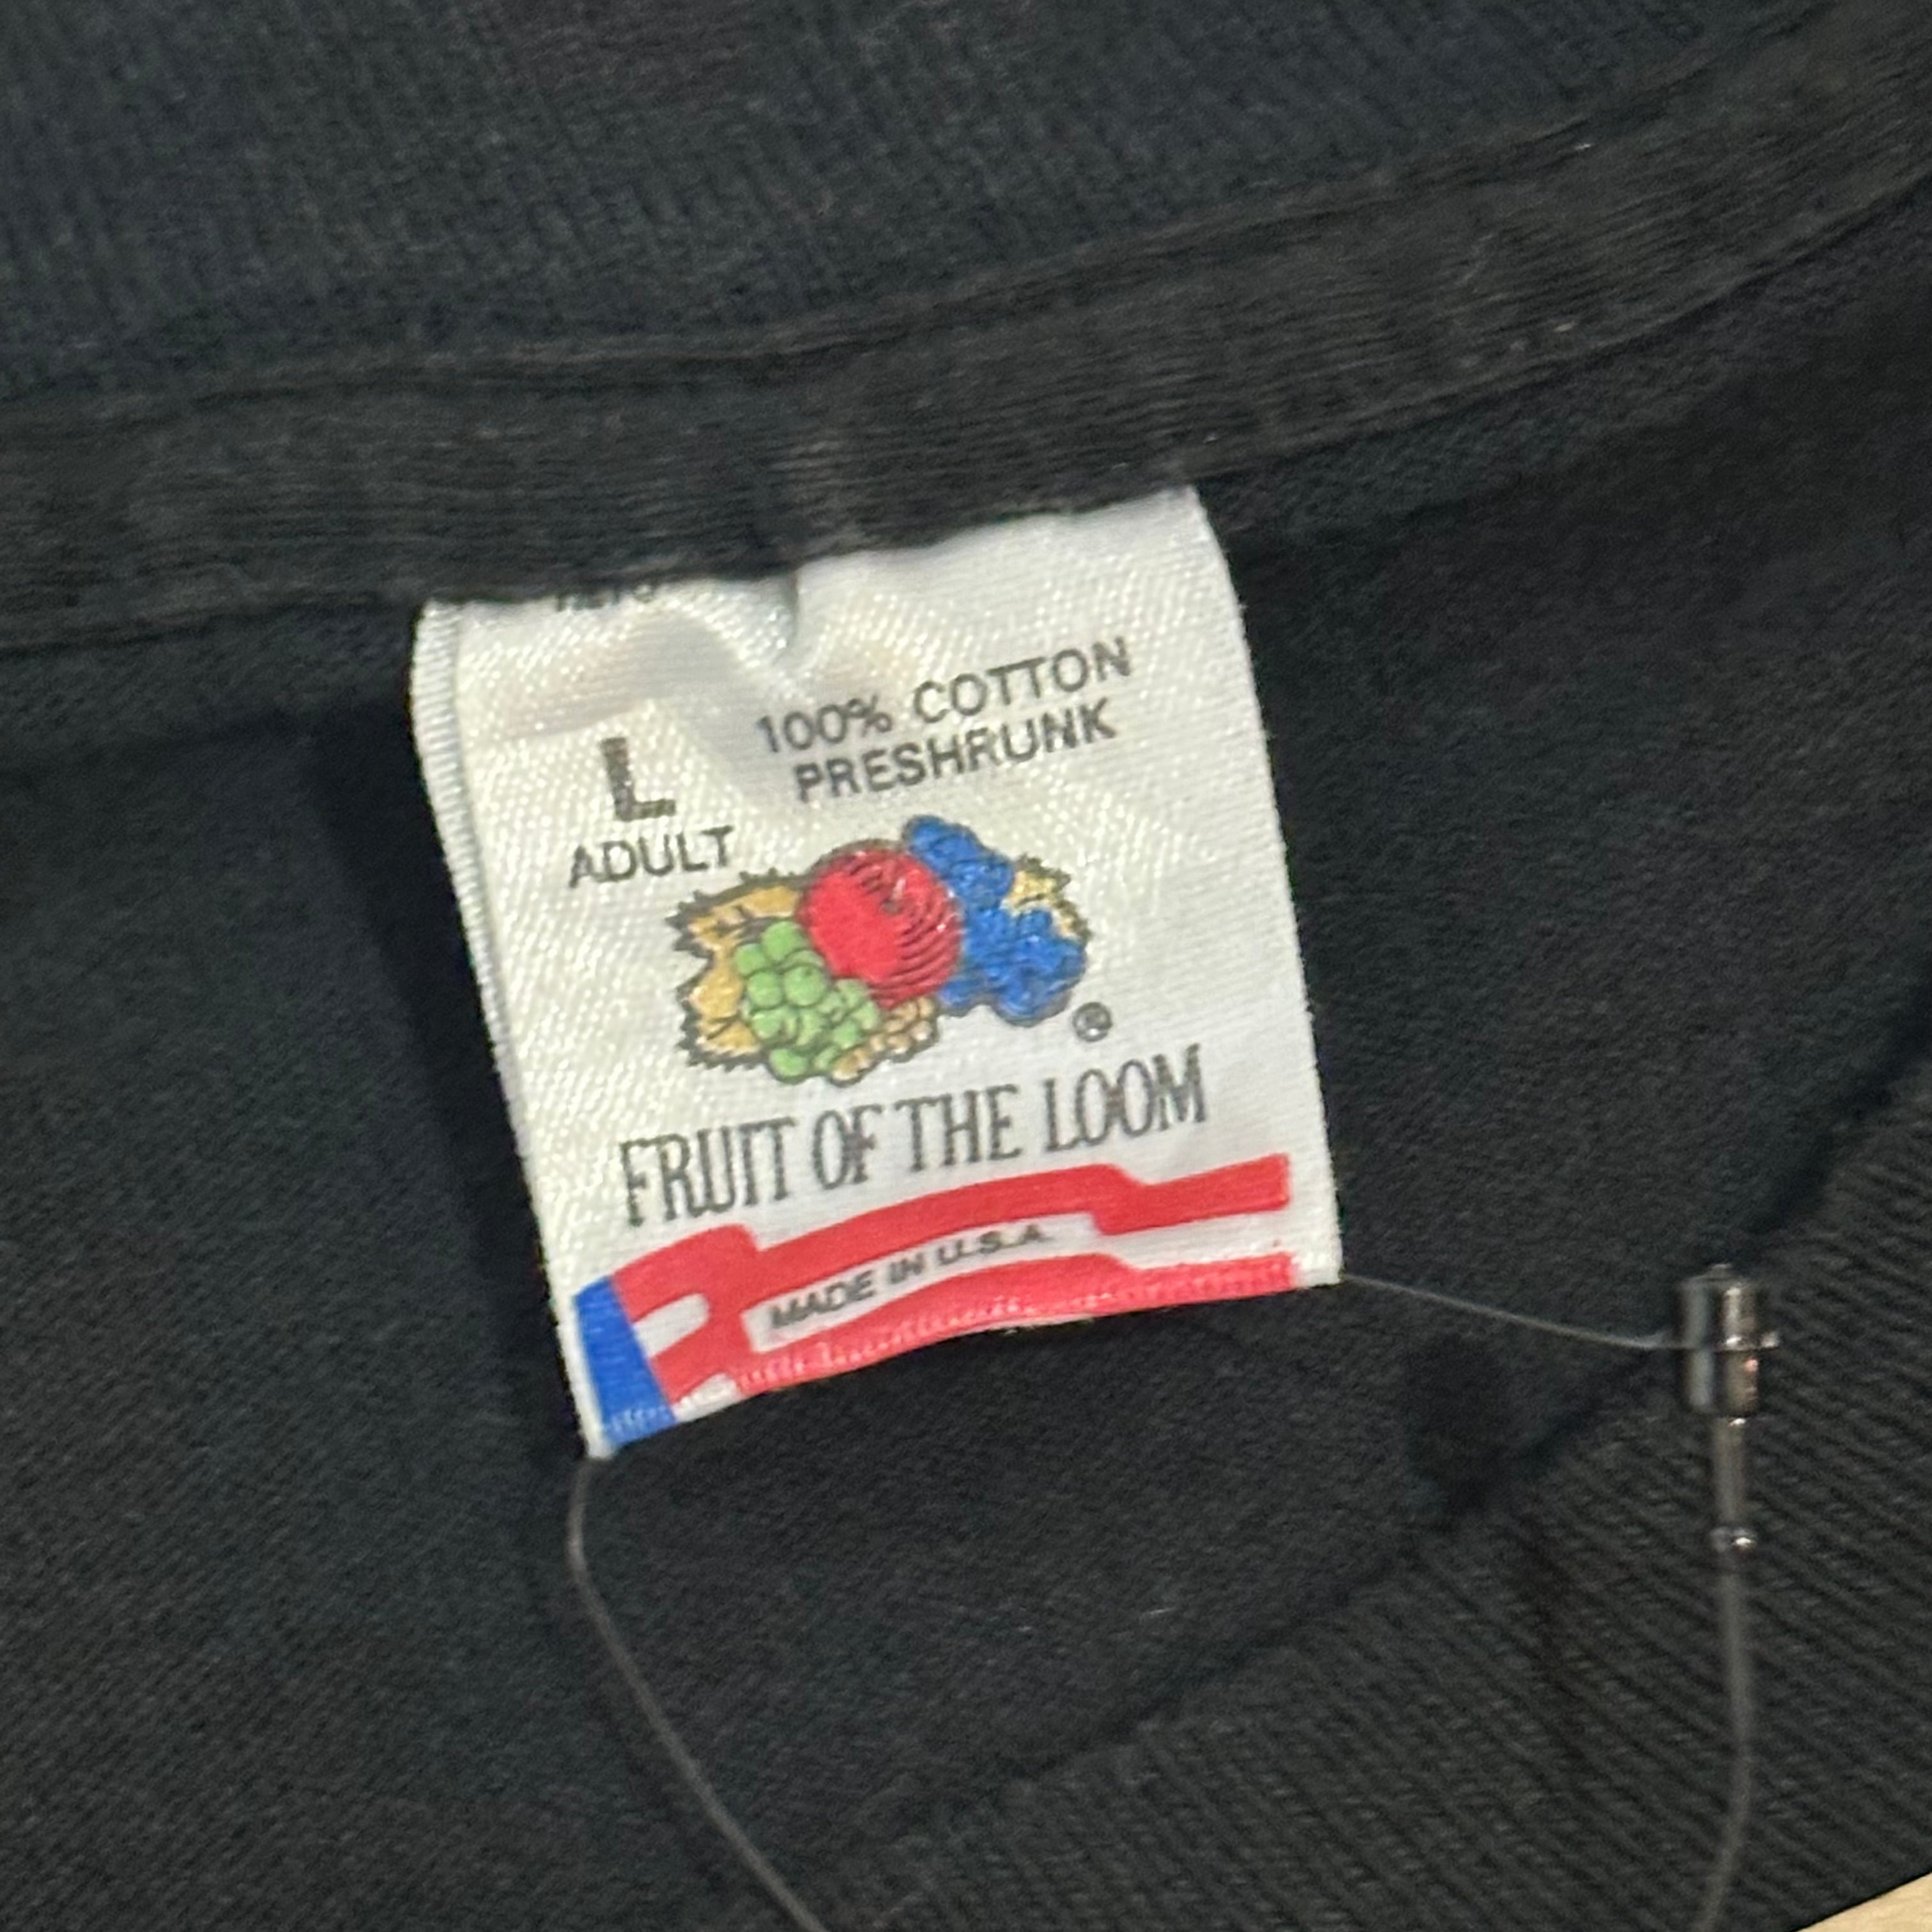 100% COTTON
PRESHRUNK
L
ADULT
®
FRUIT OF THE LOOM
MADE IN U.S.A.